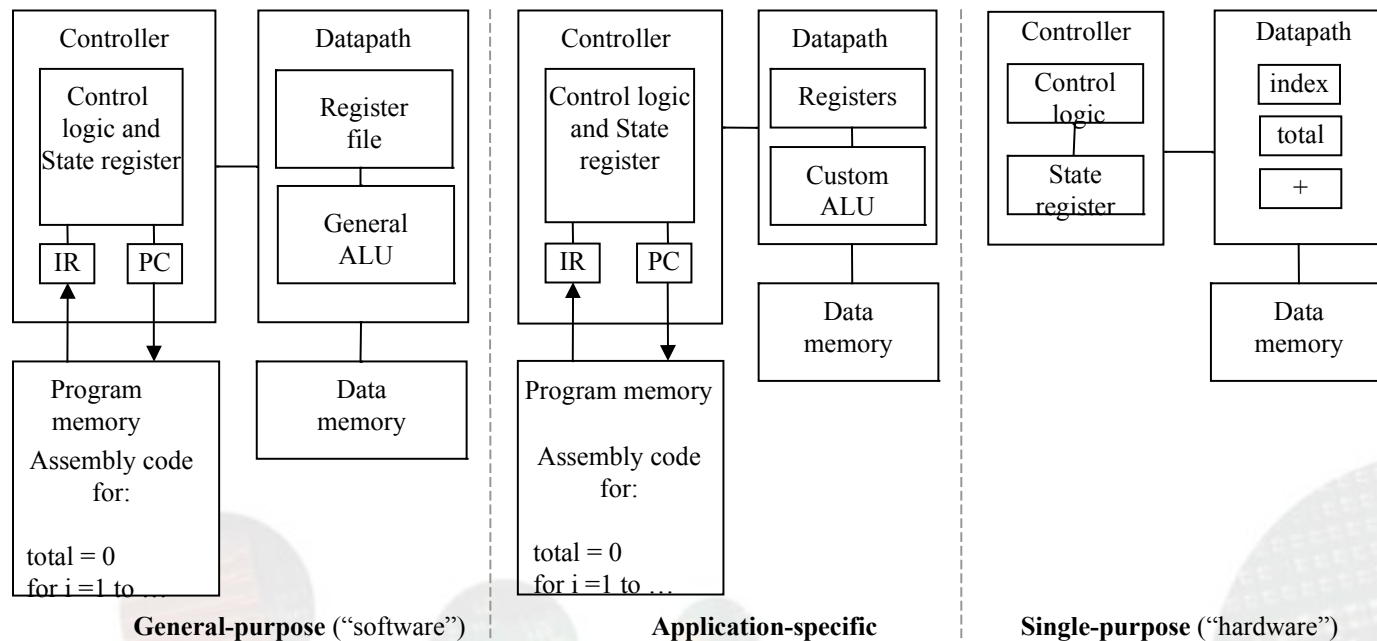 Controller
Control
logic and
State register
IR
PC
Datapath
Register
file
General
ALU
Program
memory
Assembly code
for:
total = 0
for i =1 to …
Data
memory
General-purpose (“software”)
Controller
Control logic
and State
register
IR
PC
Datapath
Registers
Custom
ALU
Data
memory
Program memory
Assembly code
for:
total = 0
for i =1 to …
Application-specific
Controller
Control
logic
State
register
Datapath
index
total
+
Data
memory
Single-purpose (“hardware”)